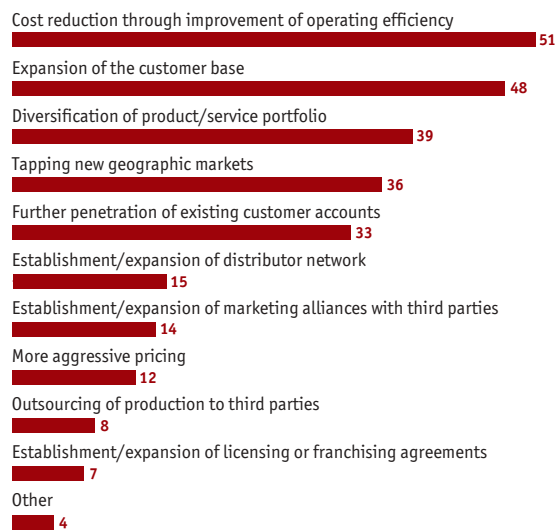 Cost reduction through improvement of operating efficiency
51
Expansion of the customer base
48
Diversification of product/service portfolio
39
Tapping new geographic markets
36
Further penetration of existing customer accounts
33
Establishment/expansion of distributor network
15
Establishment/expansion of marketing alliances with third parties
14
More aggressive pricing
12
Outsourcing of production to third parties
8
Establishment/expansion of licensing or franchising agreements
7
Other
4